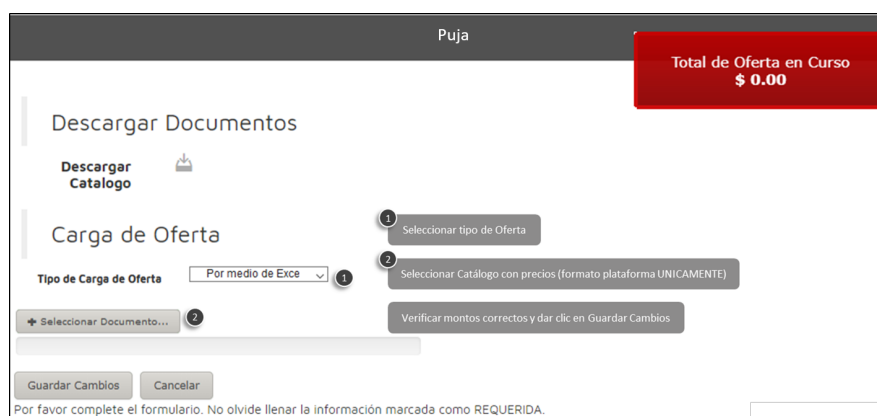 Puja
Total de Oferta en Curso
$ 0.00
Descargar Documentos
Descargar
Catalogo
Carga de Oferta
1
Seleccionar tipo de Oferta
2
Seleccionar Catálogo con precios (formato plataforma UNICAMENTE)
Tipo de Carga de Oferta
Por medio de Exce
1
+ Seleccionar Documento...
2
Verificar montos correctos y dar clic en Guardar Cambios
Guardar Cambios
Cancelar
Por favor complete el formulario. No olvide llenar la información marcada como REQUERIDA.